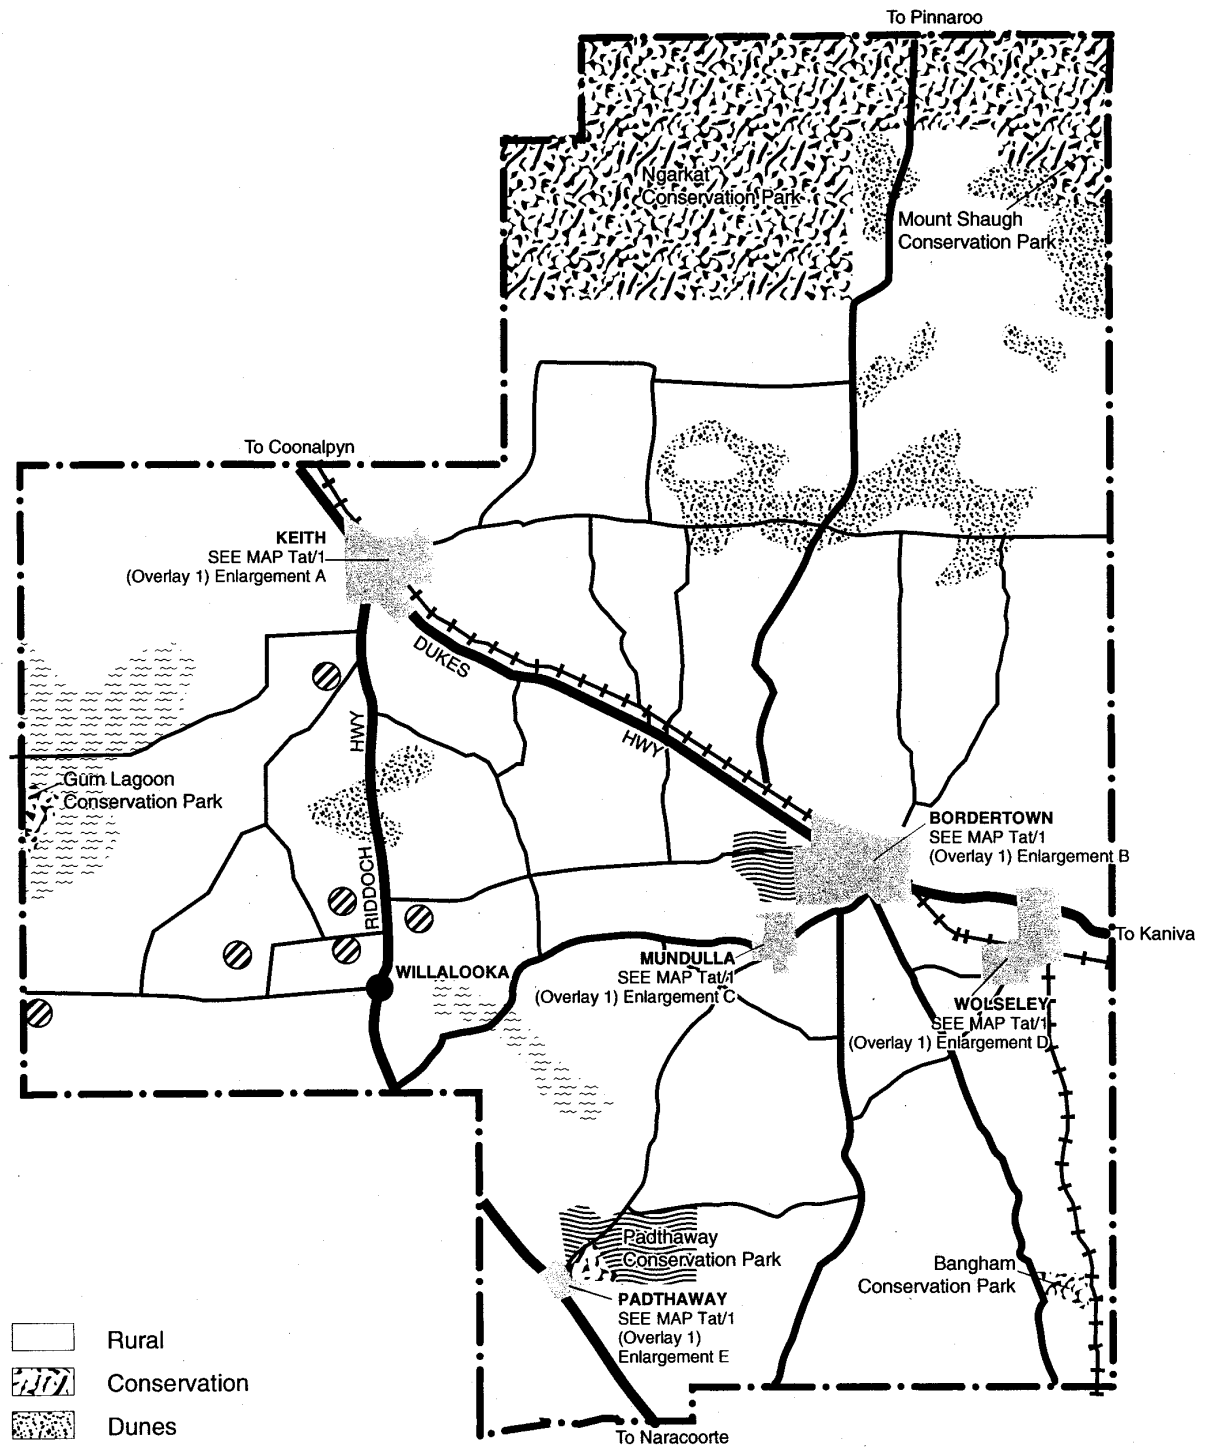 To Pinnaroo
Ngarkat
Conservation Park
Mount Shaugh
Conservation Park
To Coonalpyn
KEITH
SEE MAP Tat/1
(Overlay 1) Enlargement A
DUKES
HWY
HWY
RIDDOCH
Gum Lagoon
Conservation Park
BORDERTOWN
SEE MAP Tat/1
(Overlay 1) Enlargement B
To Kaniva
MUNDULLA
SEE MAP Tat/1
(Overlay 1) Enlargement C
WILLALOOKA
WOLSELEY
SEE MAP Tat/1
(Overlay 1) Enlargement D
Padthaway
Conservation Park
Bangham
Conservation Park
PADTHAWAY
SEE MAP Tat/1
(Overlay 1)
Enlargement E
Rural
Conservation
Dunes
To Naracoorte